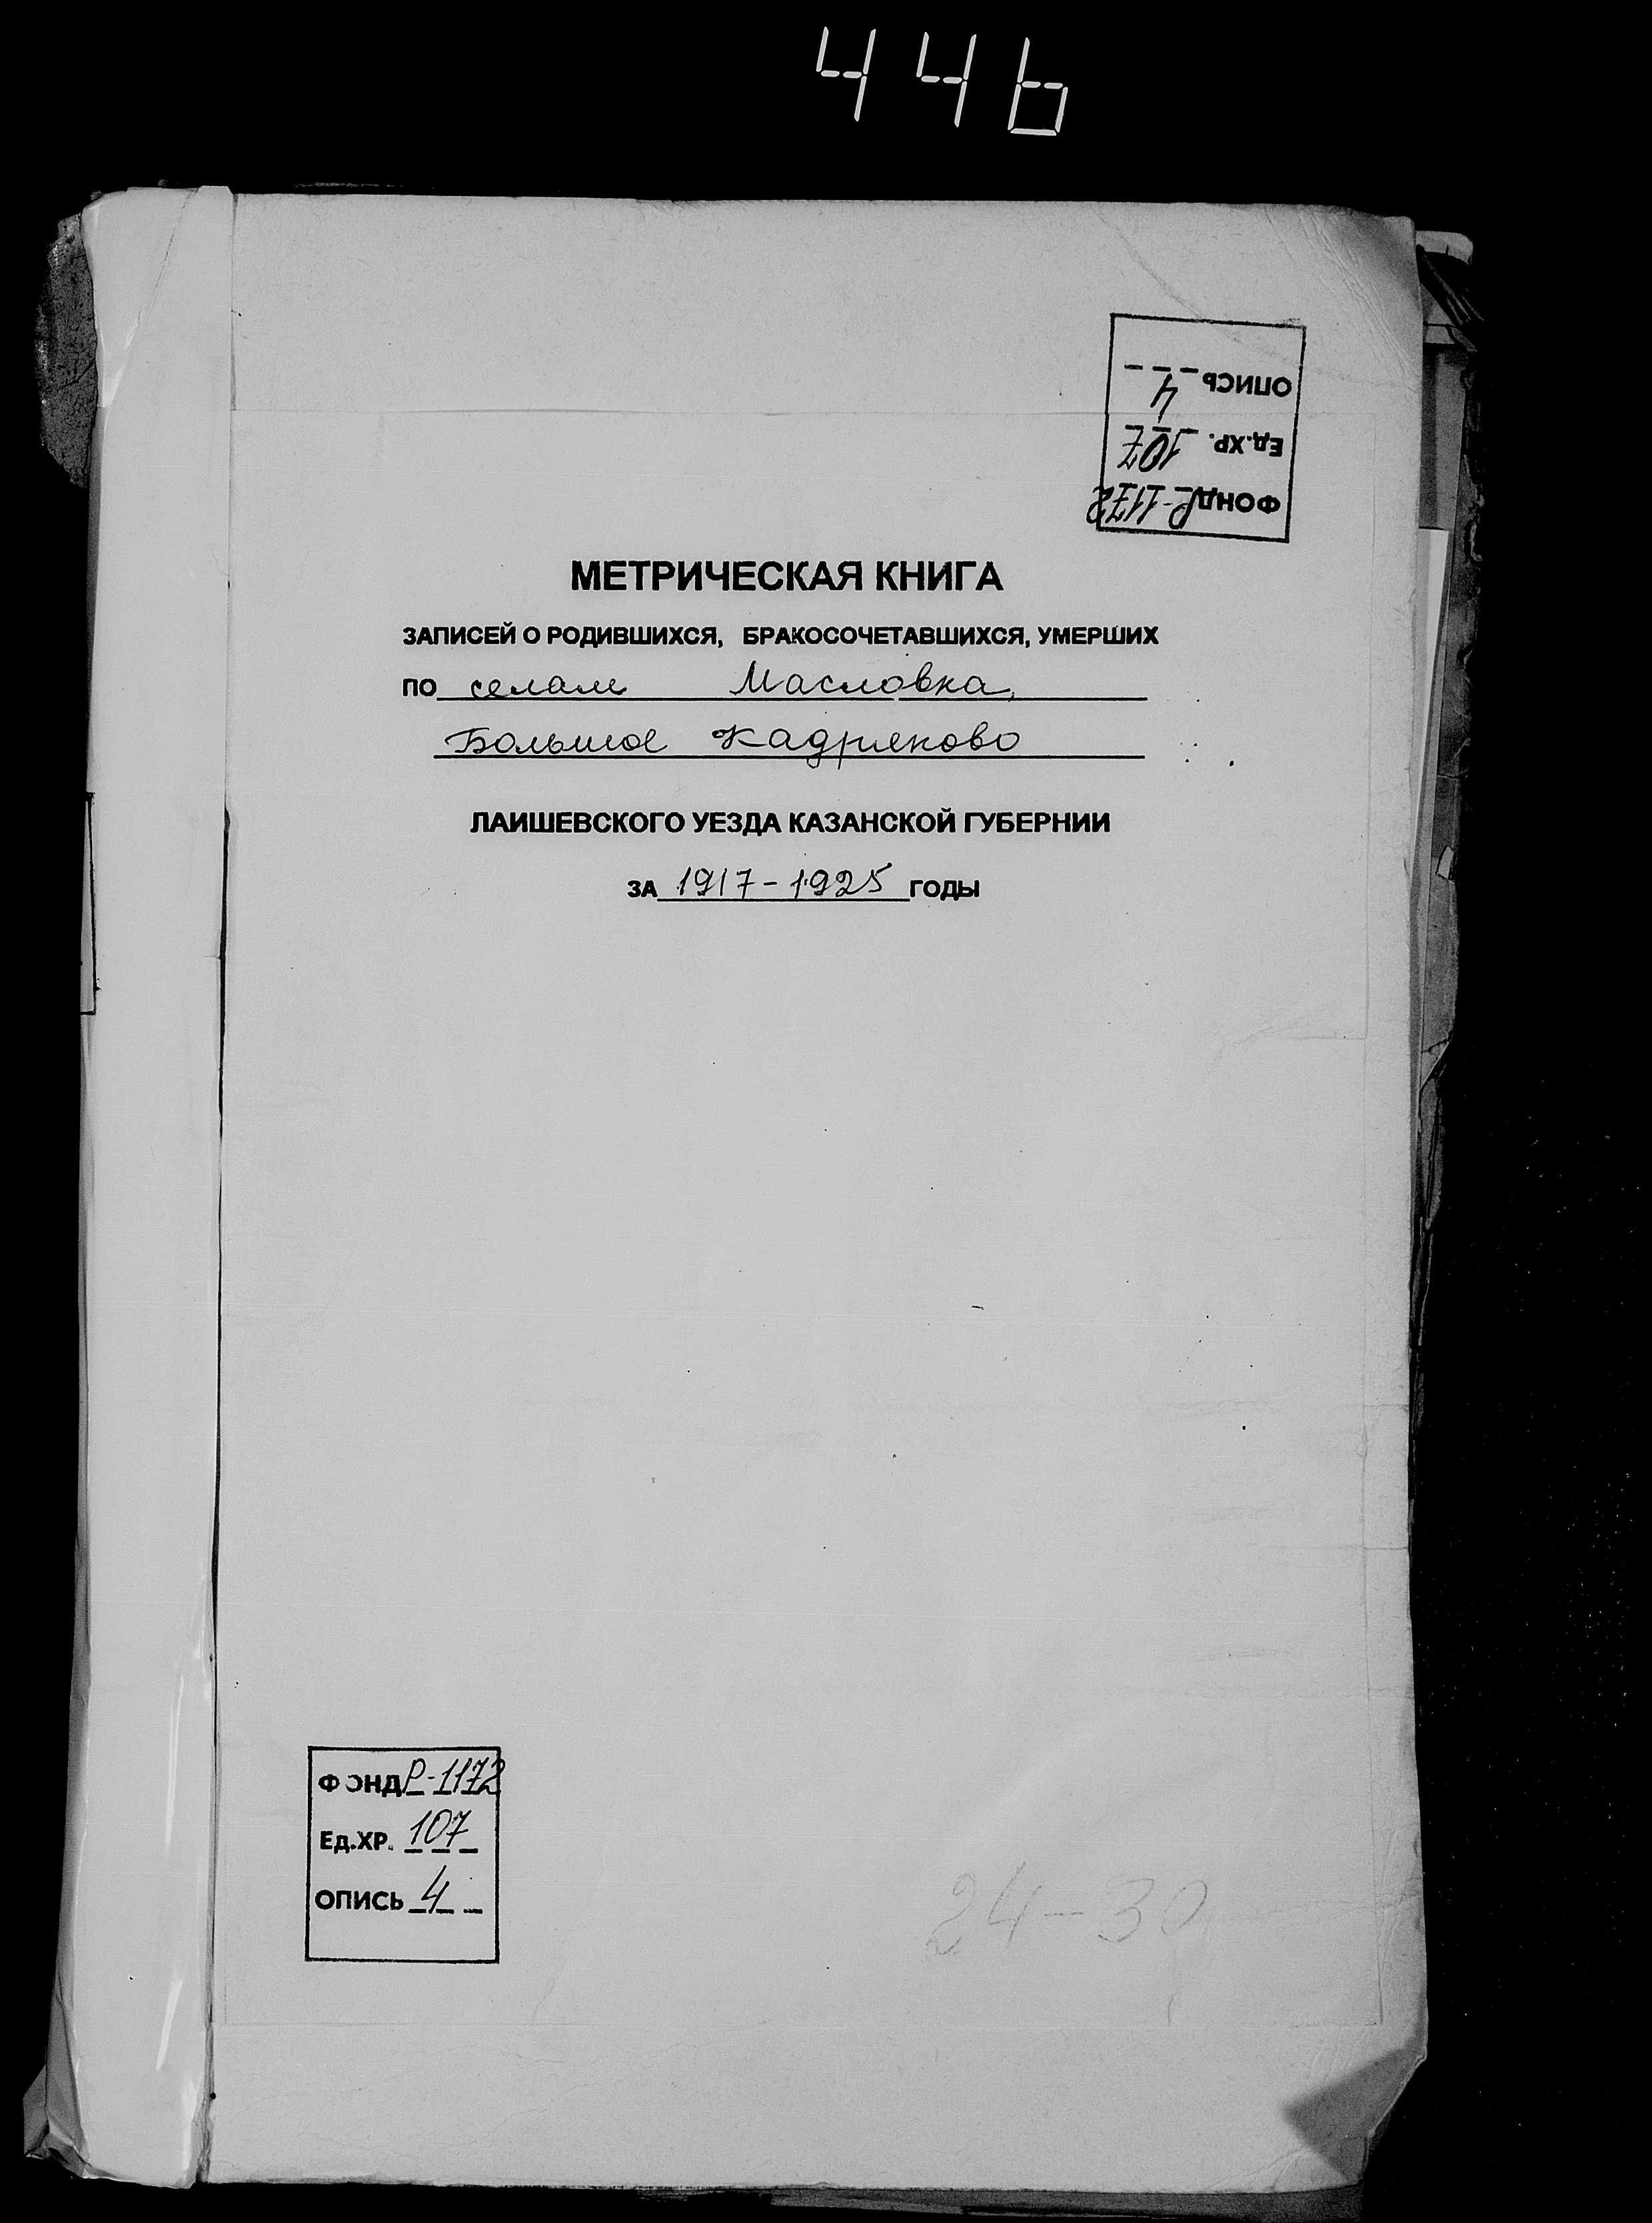 446
ОПИСЬ 4
Ед.ХР. 107
ФОНД Р-1172
МЕТРИЧЕСКАЯ КНИГА
ЗАПИСЕЙ О РОДИВШИХСЯ, БРАКОСОЧЕТАВШИХСЯ, УМЕРШИХ
ПО селам Масловка,
Большое Кадряково
ЛАИШЕВСКОГО УЕЗДА КАЗАНСКОЙ ГУБЕРНИИ
ЗА 1917-1925 ГОДЫ
ФОНД Р-1172
Ед.ХР. 107
ОПИСЬ 4
24-30